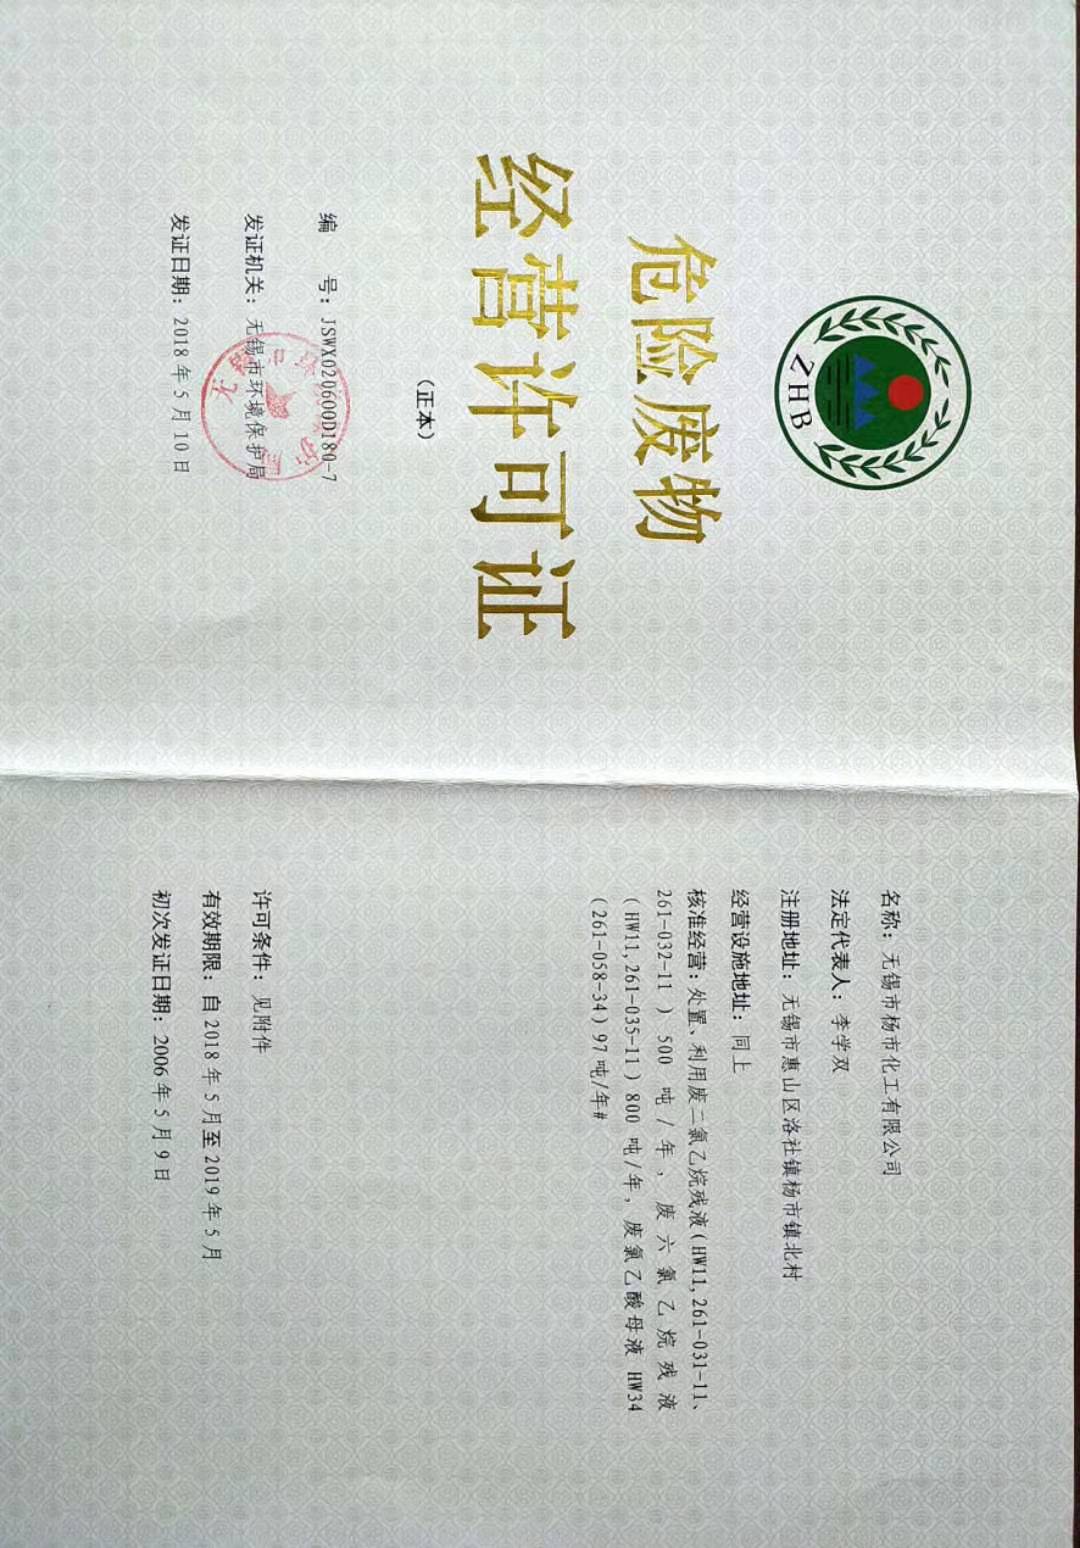 ZHB
危险废物
经营许可证
(正本)
编 号：JSWX020600D180-7
发证机关：无锡市环境保护局
发证日期：2018年5月10日
名称：无锡市杨市化工有限公司
法定代表人：李学双
注册地址：无锡市惠山区洛社镇杨市镇北村
经营设施地址：同上
核准经营：处置、利用废二氯乙烷残液(HW11,261-031-11、
261-032-11）500 吨/年、废六氯乙烷残液
(HW11,261-035-11)800 吨/年，废氯乙酸母液 HW34
(261-058-34)97吨/年#
许可条件：见附件
有效期限：自2018年5月至2019年5月
初次发证日期：2006年5月9日